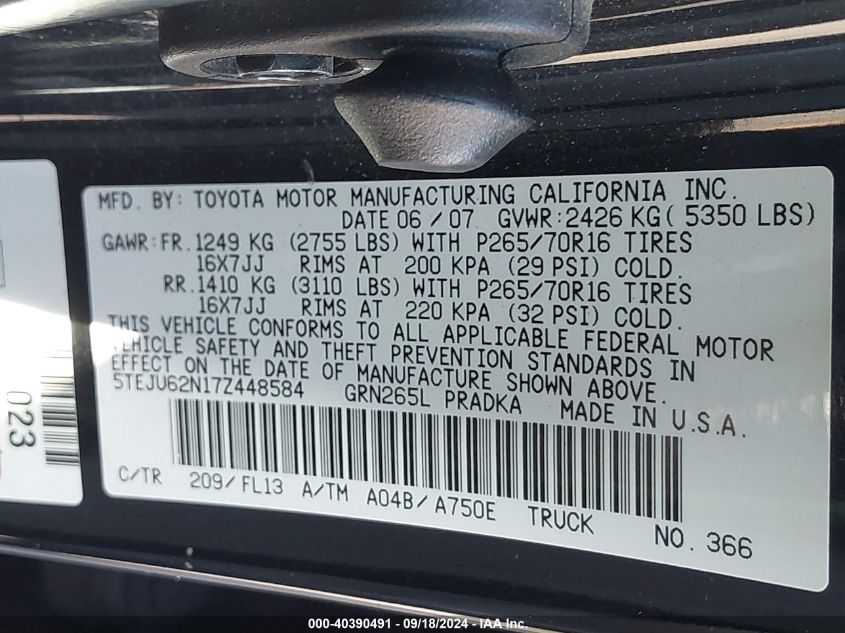 MFD. BY: TOYOTA MOTOR MANUFACTURING CALIFORNIA INC.
DATE 06 / 07 GVWR:2426 KG( 5350 LBS)
GAWR:FR.1249 KG (2755 LBS) WITH P265/70R16 TIRES
16X7JJ RIMS AT 200 KPA (29 PSI) COLD.
RR.1410 KG (3110 LBS) WITH P265/70R16 TIRES
16X7JJ RIMS AT 220 KPA (32 PSI) COLD.
THIS VEHICLE CONFORMS TO ALL APPLICABLE FEDERAL MOTOR
VEHICLE SAFETY AND THEFT PREVENTION STANDARDS IN
EFFECT ON THE DATE OF MANUFACTURE SHOWN ABOVE.
5TEJU62N17Z448584 GRN265L PRADKA MADE IN U.S.A.
C/TR 209/FL13 A/TM A04B/A750E TRUCK NO. 366
023
000-40390491 - 09/18/2024 - IAA Inc.